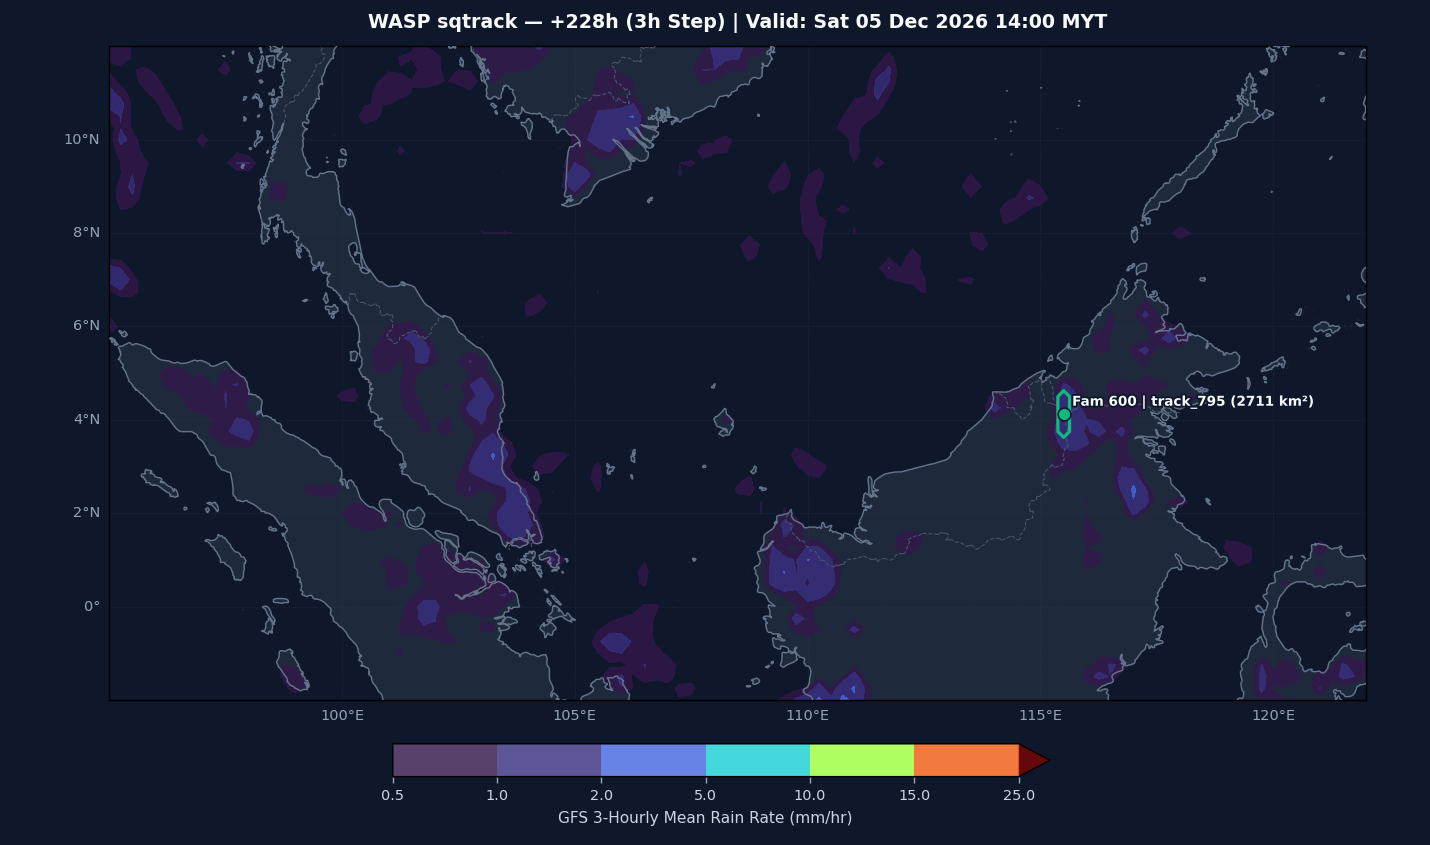 WASP sqtrack — +228h (3h Step) | Valid: Sat 05 Dec 2026 14:00 MYT
10°N
8°N
6°N
4°N
2°N
0°
Fam 600 | track_795 (2711 km²)
100°E 105°E 110°E 115°E 120°E
0.5 1.0 2.0 5.0 10.0 15.0 25.0
GFS 3-Hourly Mean Rain Rate (mm/hr)